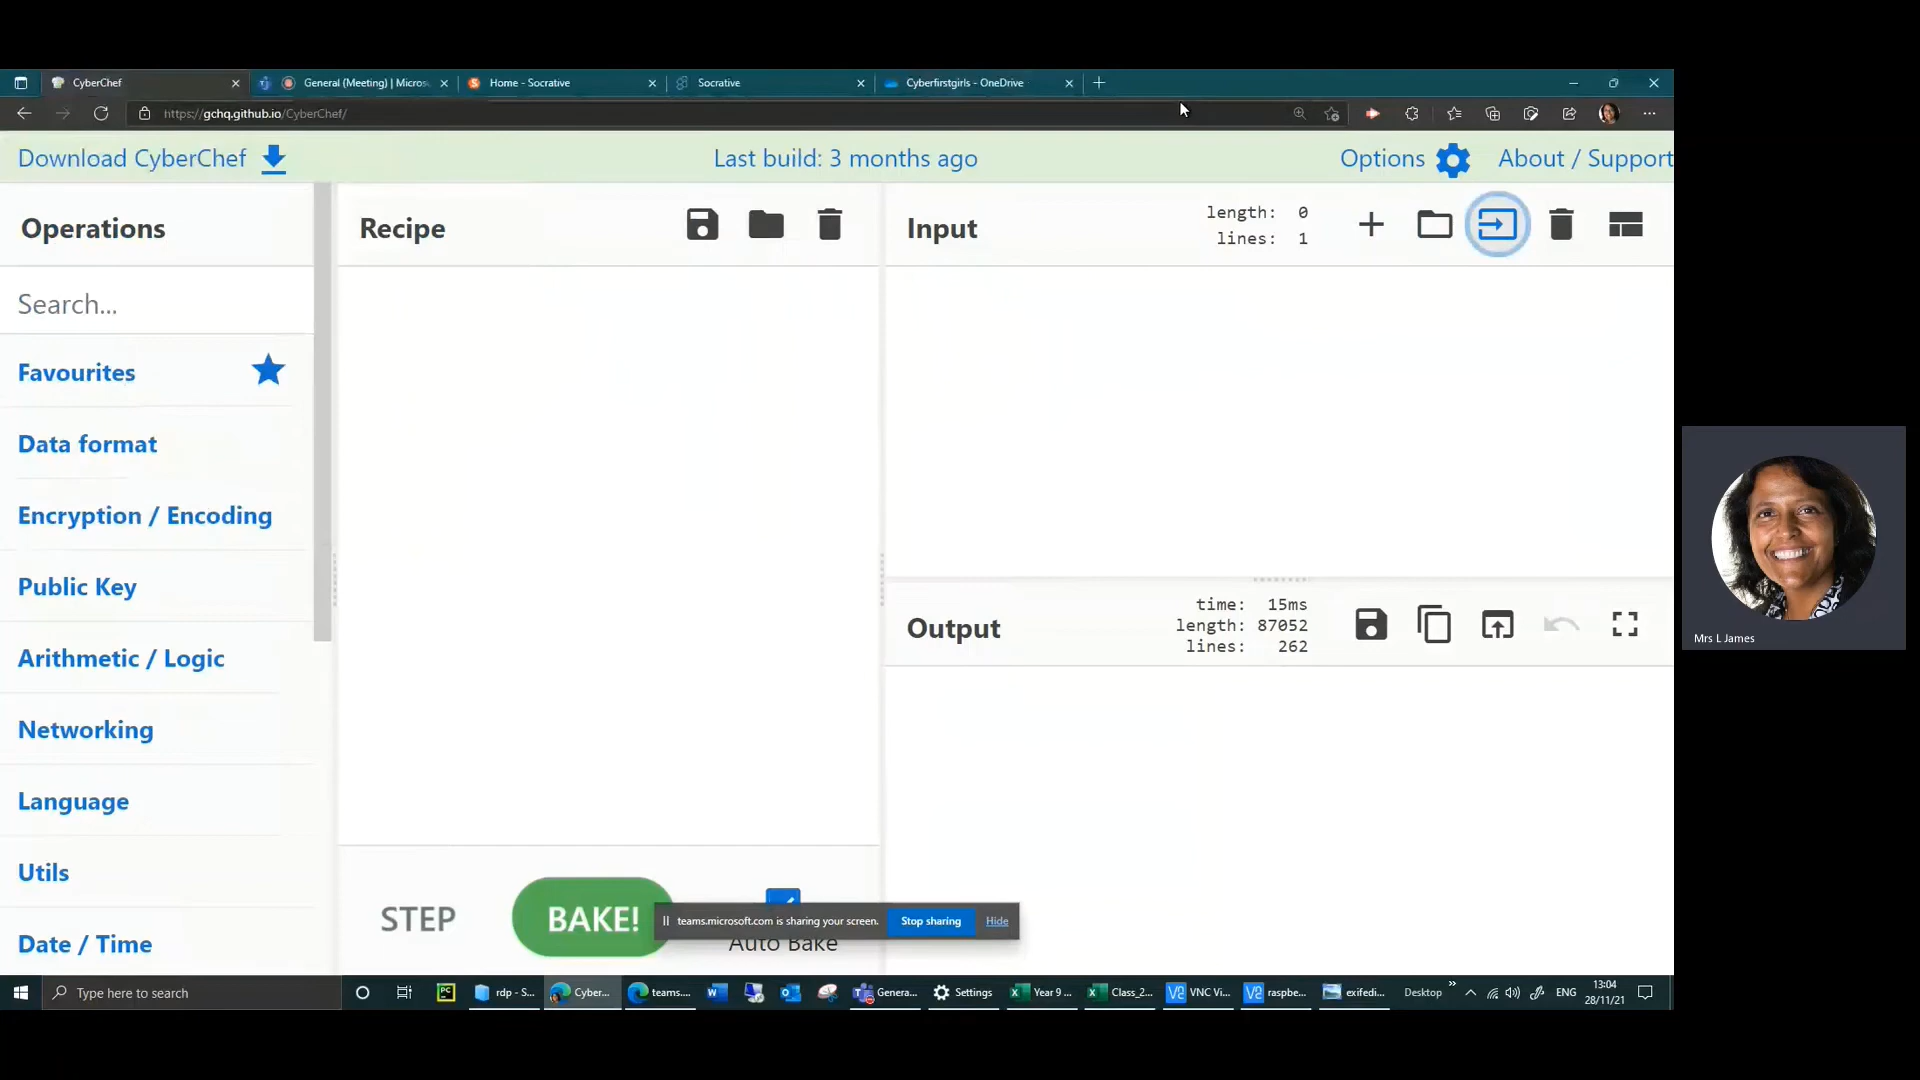 CyberChef
General (Meeting) | Micros
Home - Socrative
Socrative
Cyberfirstgirls - OneDrive
https://gchq.github.io/CyberChef/
Download CyberChef
Last build: 3 months ago
Options
About / Support
Operations
Search...
Favourites
Data format
Encryption / Encoding
Public Key
Arithmetic / Logic
Networking
Language
Utils
Date / Time
Recipe
STEP
BAKE!
Auto Bake
Input
length: 0
lines: 1
Output
time: 15ms
length: 87052
lines: 262
teams.microsoft.com is sharing your screen.
Stop sharing
Hide
Mrs L James
Type here to search
rdp - S...
Cyber...
teams....
Genera...
Settings
Year 9 ...
Class_2...
VNC Vi...
raspbe...
exifedi...
Desktop
ENG
13:04
28/11/21